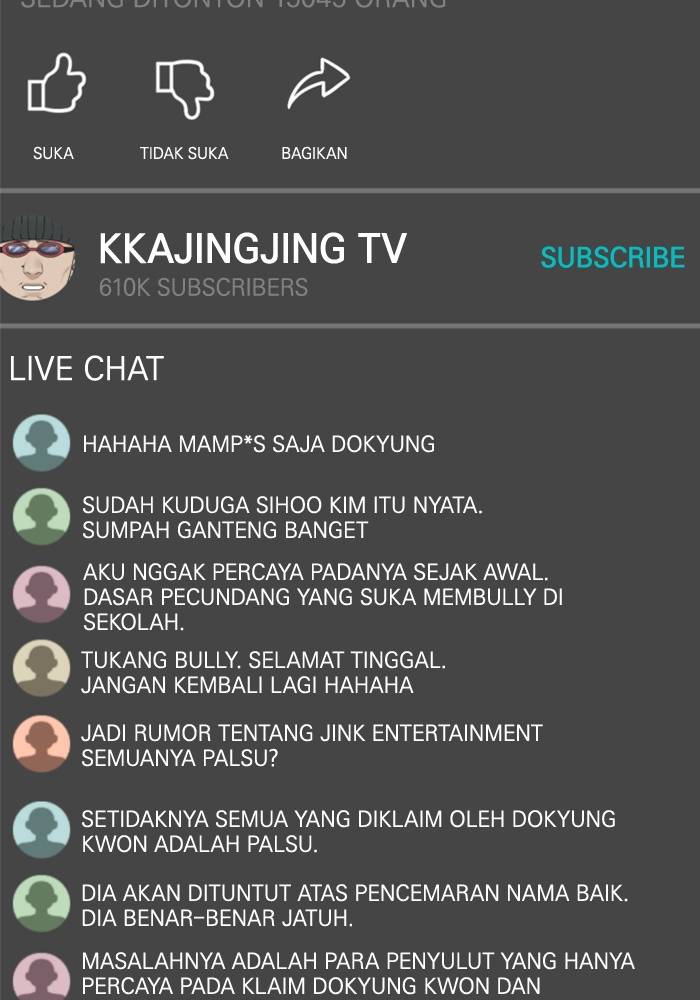 SEDANG DITONTON 15045 ORANG
SUKA
TIDAK SUKA
BAGIKAN
KKAJINGJING TV
610K SUBSCRIBERS
SUBSCRIBE
LIVE CHAT
HAHAHA MAMP*S SAJA DOKYUNG
SUDAH KUDUGA SIHOO KIM ITU NYATA.
SUMPAH GANTENG BANGET
AKU NGGAK PERCAYA PADANYA SEJAK AWAL.
DASAR PECUNDANG YANG SUKA MEMBULLY DI
SEKOLAH.
TUKANG BULLY. SELAMAT TINGGAL.
JANGAN KEMBALI LAGI HAHAHA
JADI RUMOR TENTANG JINK ENTERTAINMENT
SEMUANYA PALSU?
SETIDAKNYA SEMUA YANG DIKLAIM OLEH DOKYUNG
KWON ADALAH PALSU.
DIA AKAN DITUNTUT ATAS PENCEMARAN NAMA BAIK.
DIA BENAR-BENAR JATUH.
MASALAHNYA ADALAH PARA PENYULUT YANG HANYA
PERCAYA PADA KLAIM DOKYUNG KWON DAN